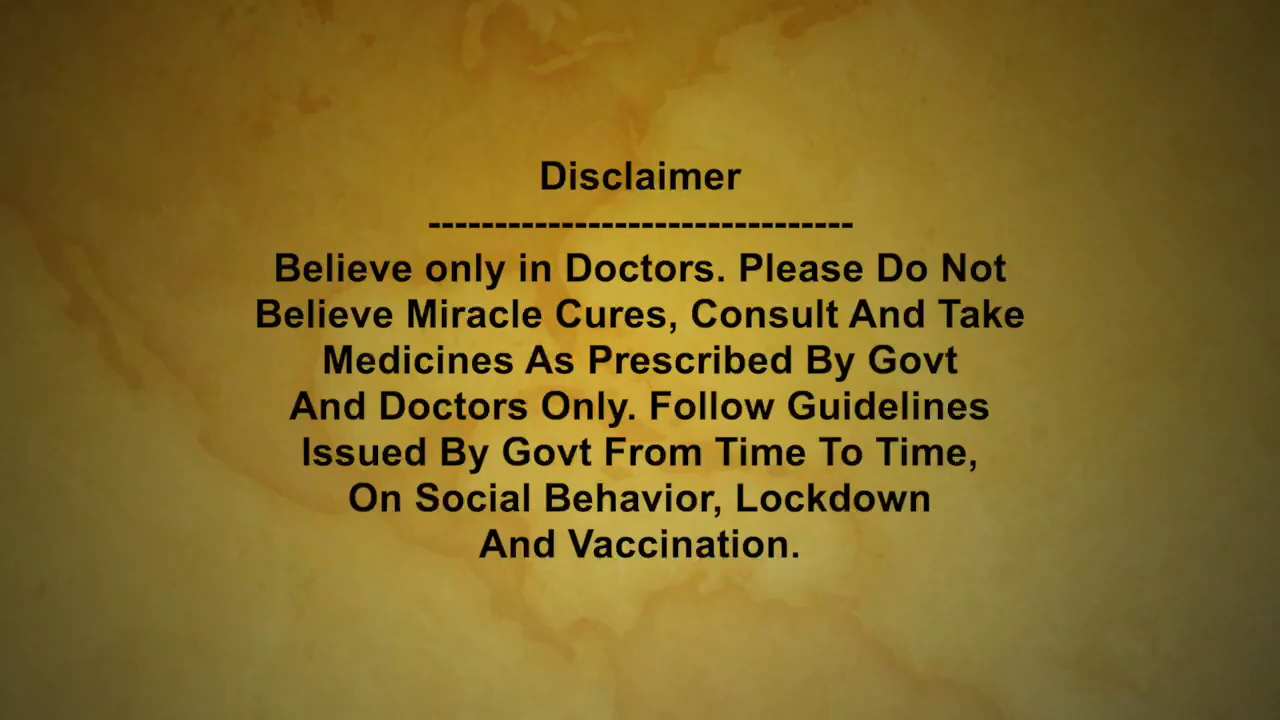 Disclaimer
--------------------------------
Believe only in Doctors. Please Do Not
Believe Miracle Cures, Consult And Take
Medicines As Prescribed By Govt
And Doctors Only. Follow Guidelines
Issued By Govt From Time To Time,
On Social Behavior, Lockdown
And Vaccination.